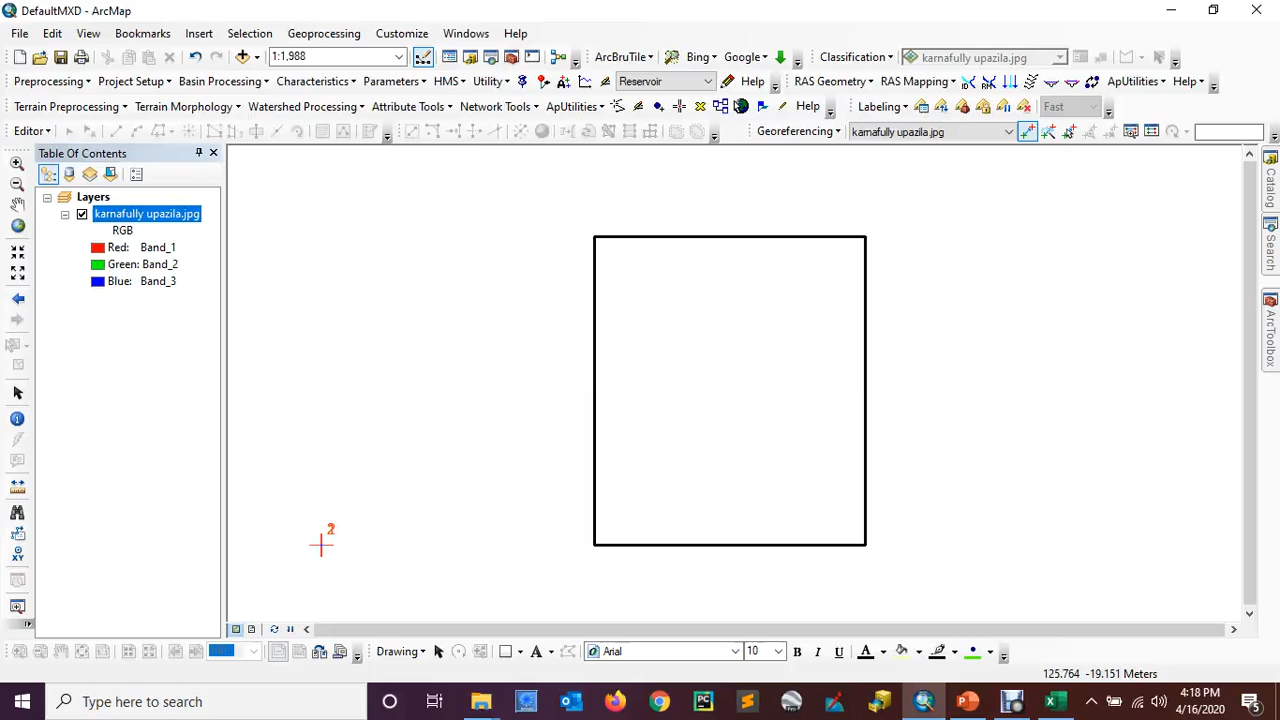 DefaultMXD - ArcMap
File Edit View Bookmarks Insert Selection Geoprocessing Customize Windows Help
1:1,988 ArcBruTile Bing Google Classification karnafully upazila.jpg
Preprocessing Project Setup Basin Processing Characteristics Parameters HMS Utility Reservoir Help RAS Geometry RAS Mapping ApUtilities Help
Terrain Preprocessing Terrain Morphology Watershed Processing Attribute Tools Network Tools ApUtilities Help Labeling Fast
Editor Georeferencing karnafully upazila.jpg
Table Of Contents
Layers
karnafully upazila.jpg
RGB
Red: Band_1
Green: Band_2
Blue: Band_3
2
Catalog
Search
ArcToolbox
XY
Drawing A Arial 10 B I U A
125.764 -19.151 Meters
Type here to search
PC
4:18 PM
4/16/2020
5